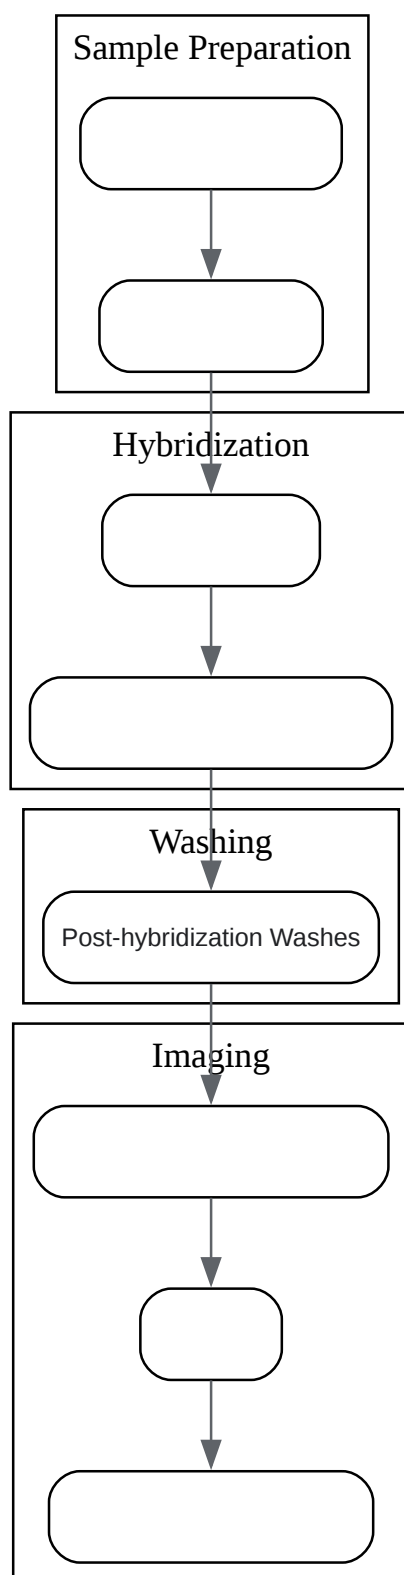 Sample Preparation
Hybridization
Washing
Post-hybridization Washes
Imaging